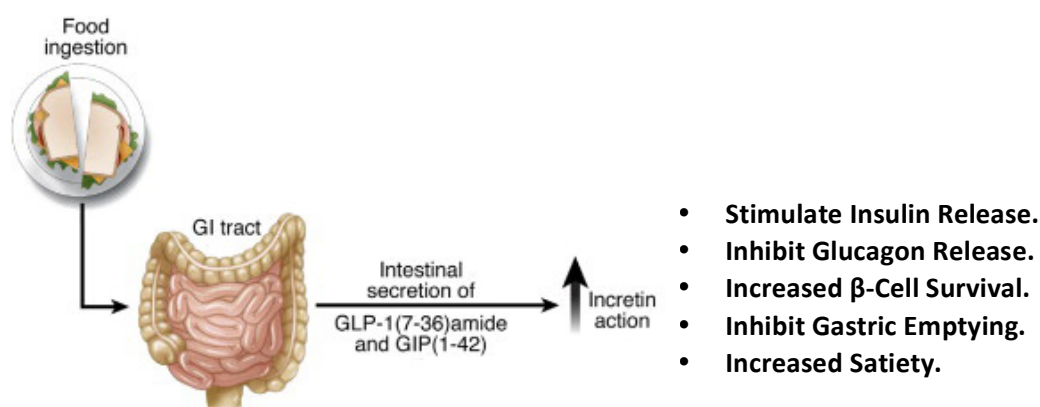 Food
ingestion
GI tract
Intestinal
secretion of
GLP-1(7-36)amide
and GIP(1-42)
Incretin
action
• Stimulate Insulin Release.
• Inhibit Glucagon Release.
• Increased β-Cell Survival.
• Inhibit Gastric Emptying.
• Increased Satiety.